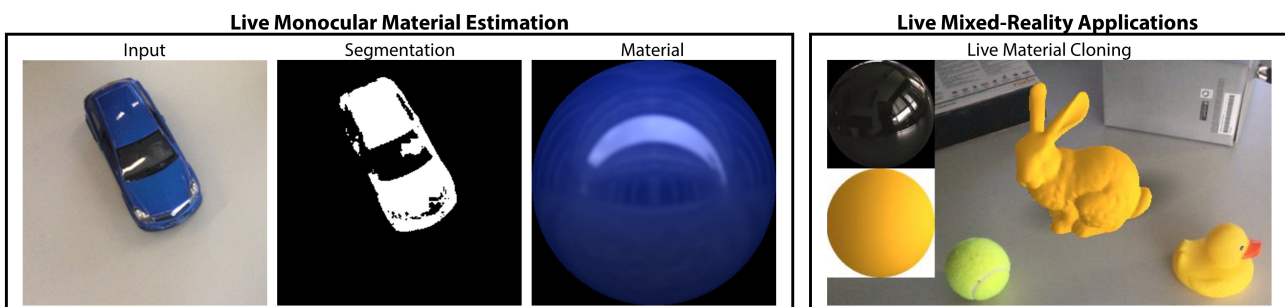 Live Monocular Material Estimation
Live Mixed-Reality Applications
Input
Segmentation
Material
Live Material Cloning